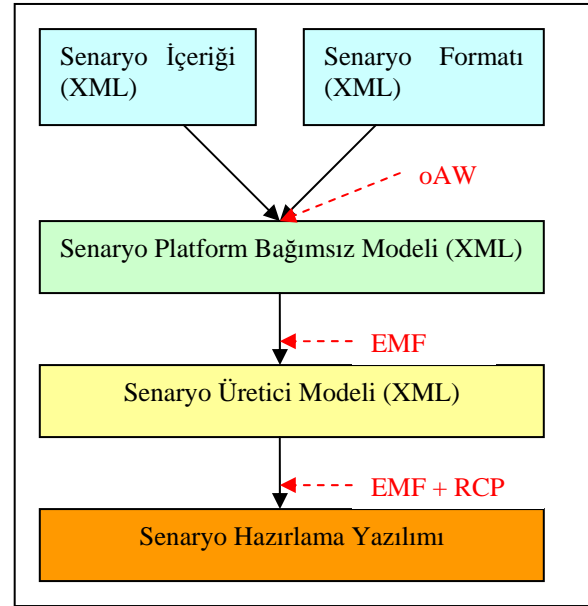 Senaryo İçeriği
(XML)
Senaryo Formatı
(XML)
oAW
Senaryo Platform Bağımsız Modeli (XML)
EMF
Senaryo Üretici Modeli (XML)
EMF + RCP
Senaryo Hazırlama Yazılımı